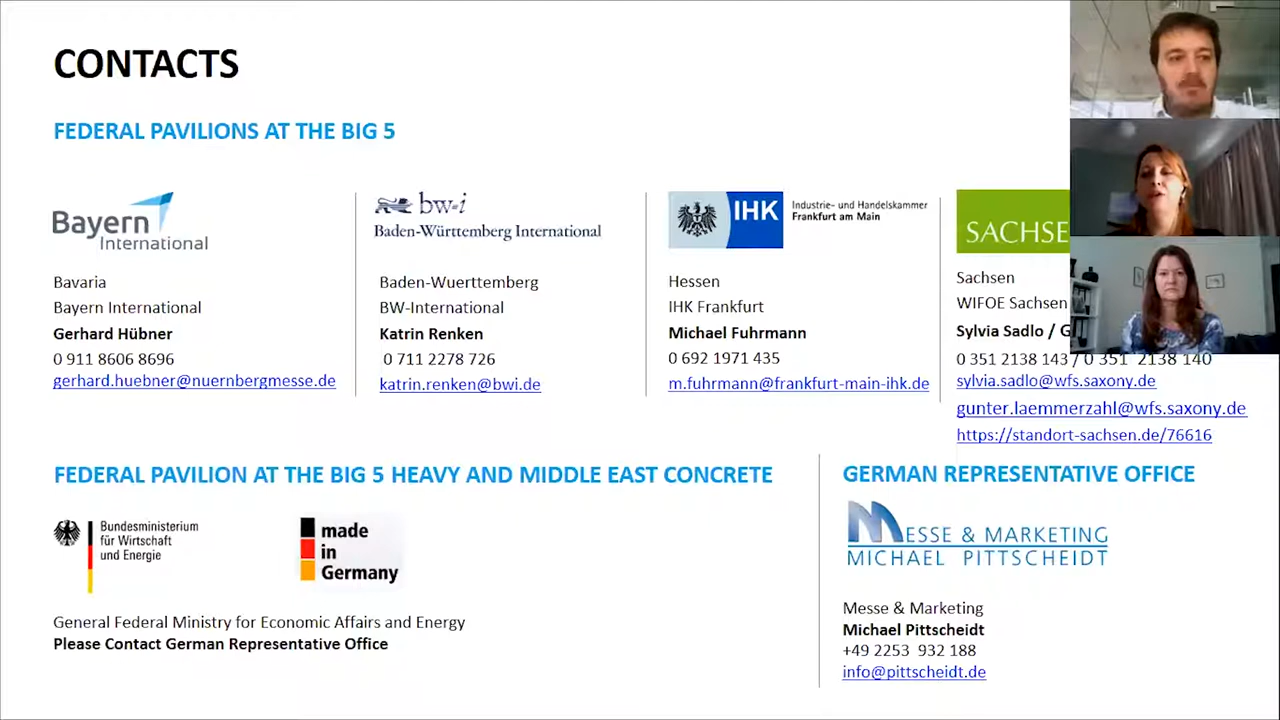 CONTACTS
FEDERAL PAVILIONS AT THE BIG 5
Bayern
International
Bavaria
Bayern International
Gerhard Hübner
0 911 8606 8696
gerhard.huebner@nuernbergmesse.de
bw-i
Baden-Württemberg International
Baden-Wuerttemberg
BW-International
Katrin Renken
0 711 2278 726
katrin.renken@bwi.de
IHK
Industrie- und Handelskammer
Frankfurt am Main
Hessen
IHK Frankfurt
Michael Fuhrmann
0 692 1971 435
m.fuhrmann@frankfurt-main-ihk.de
SACHSE
Sachsen
WIFOE Sachsen
Sylvia Sadlo / G
0 351 2138 143 / 0 351 2138 140
sylvia.sadlo@wfs.saxony.de
gunter.laemmerzahl@wfs.saxony.de
https://standort-sachsen.de/76616
FEDERAL PAVILION AT THE BIG 5 HEAVY AND MIDDLE EAST CONCRETE
Bundesministerium
für Wirtschaft
und Energie
made
in
Germany
General Federal Ministry for Economic Affairs and Energy
Please Contact German Representative Office
GERMAN REPRESENTATIVE OFFICE
MESSE & MARKETING
MICHAEL PITTSCHEIDT
Messe & Marketing
Michael Pittscheidt
+49 2253 932 188
info@pittscheidt.de